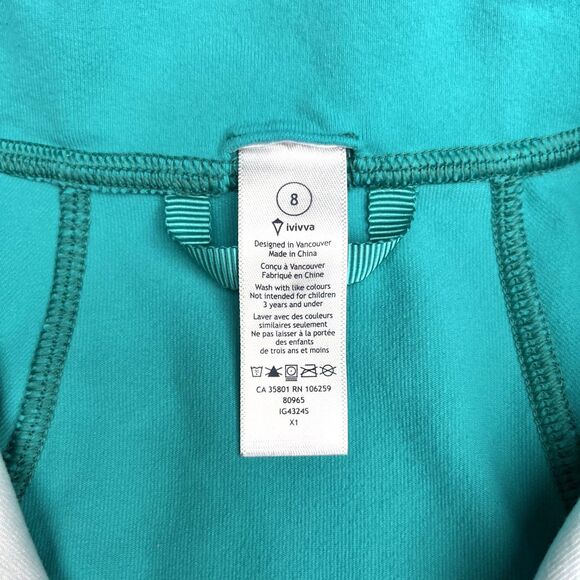 8
ivivva
Designed in Vancouver
Made in China
Conçu à Vancouver
Fabriqué en Chine
Wash with like colours
Not intended for children
3 years and under
Laver avec des couleurs
similaires seulement
Ne pas laisser à la portée
des enfants
de trois ans et moins
CA 35801 RN 106259
80965
IG4324S
X1